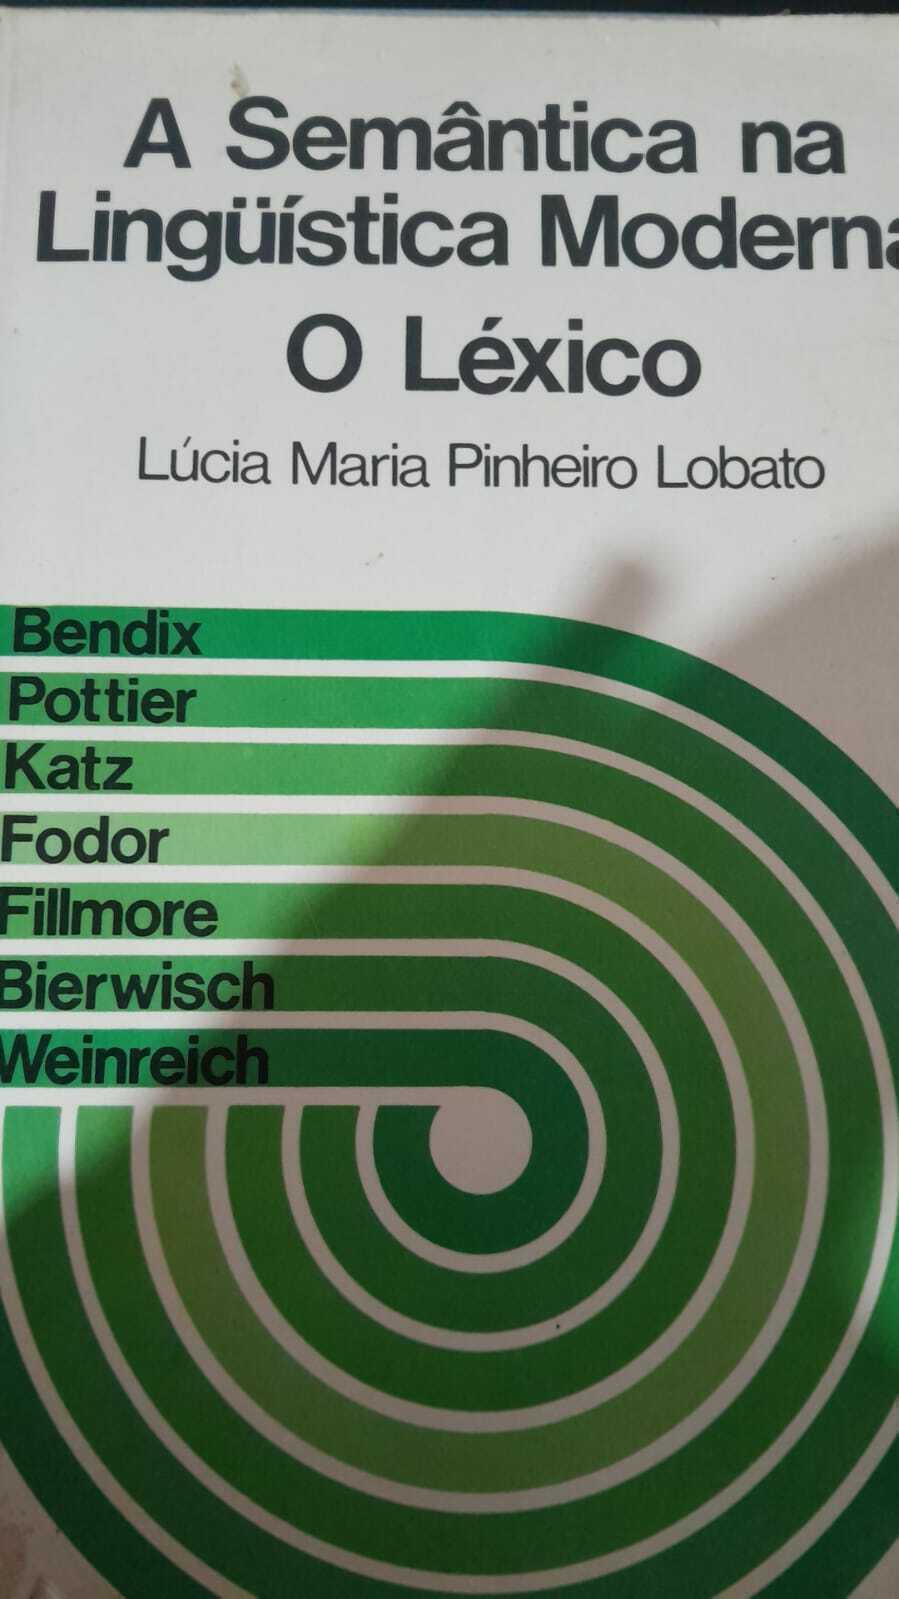 A Semântica na
Lingüística Moderna
O Léxico
Lúcia Maria Pinheiro Lobato
Bendix
Pottier
Katz
Fodor
Fillmore
Bierwisch
Weinreich